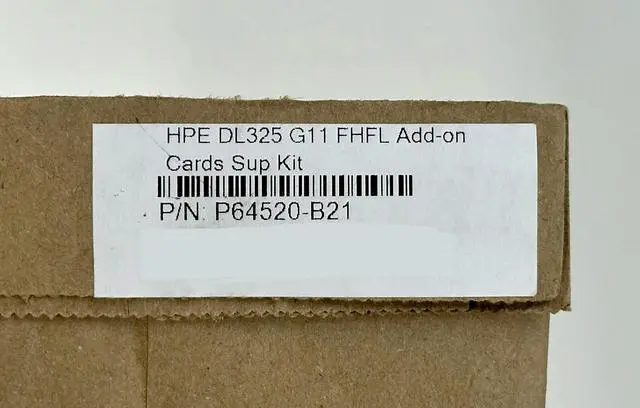 HPE DL325 G11 FHFL Add-on
Cards Sup Kit
P/N: P64520-B21